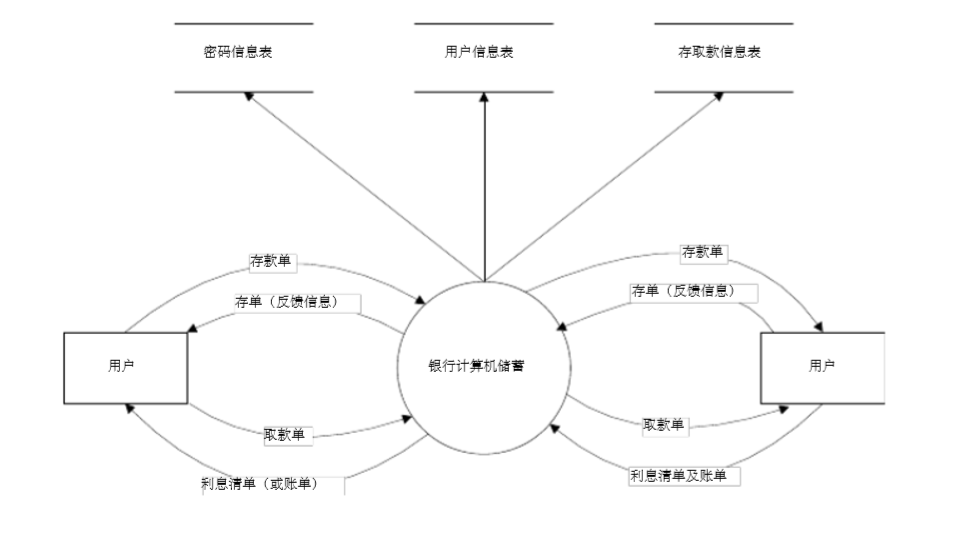 密码信息表
用户信息表
存取款信息表
存款单
存款单
存单（反馈信息）
存单（反馈信息）
用户
银行计算机储蓄
用户
取款单
取款单
利息清单（或账单）
利息清单及账单